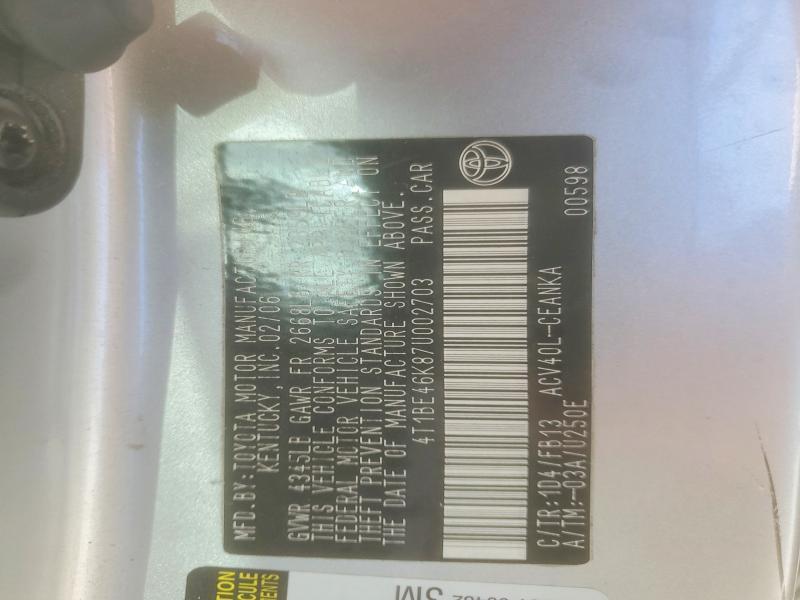 MFD.BY:TOYOTA MOTOR MANUFACTURING
KENTUCKY,INC.02/06
GVWR 4345LB GAWR FR 2668LB
THIS VEHICLE CONFORMS TO
FEDERAL MOTOR VEHICLE
THEFT PREVENTION STANDARDS IN EFFECT ON
THE DATE OF MANUFACTURE SHOWN ABOVE.
4T1BE46K87U002703 PASS.CAR
C/TR:1D4/FB13 ACV40L-CEANKA 00598
A/TM:-03A/U250E